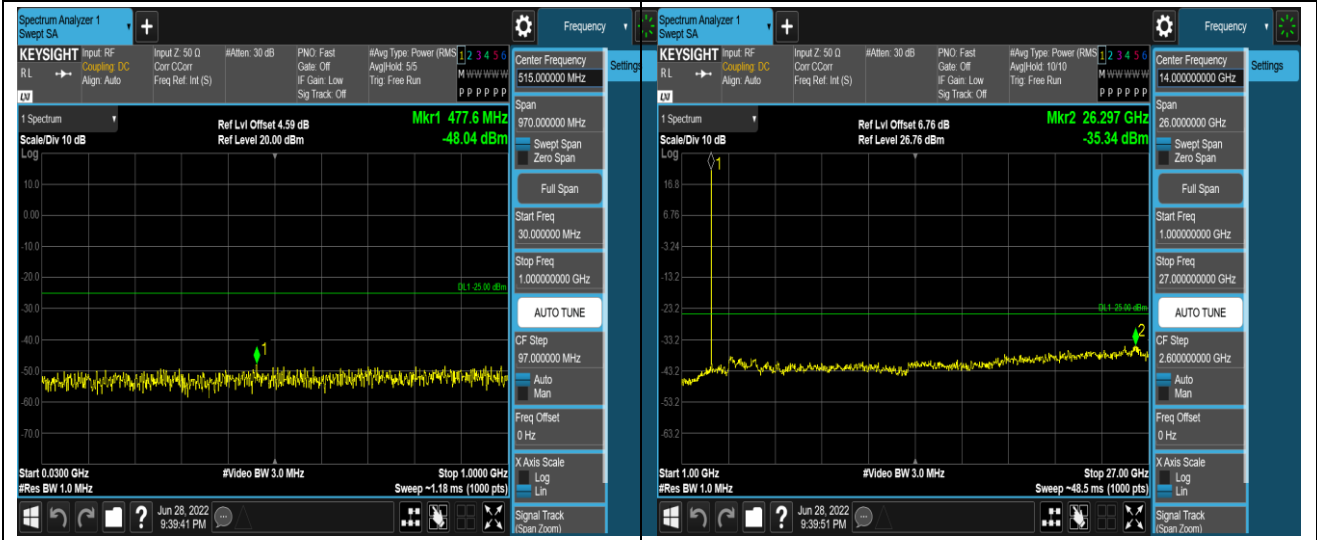 Spectrum Analyzer 1
Swept SA
+
Frequency
KEYSIGHT
RL
LXI
Input: RF
Coupling: DC
Align: Auto
Input Z: 50 Ω
Corr CCorr
Freq Ref: Int (S)
#Atten: 30 dB
PNO: Fast
Gate: Off
IF Gain: Low
Sig Track: Off
#Avg Type: Power (RMS
Avg|Hold: 5/5
Trig: Free Run
1 2 3 4 5 6
M W W W W W
P P P P P P
Center Frequency
515.000000 MHz
Settings
Span
970.000000 MHz
Swept Span
Zero Span
Full Span
Start Freq
30.000000 MHz
Stop Freq
1.000000000 GHz
AUTO TUNE
CF Step
97.000000 MHz
Auto
Man
Freq Offset
0 Hz
X Axis Scale
Log
Lin
Signal Track
(Span Zoom)
1 Spectrum
Scale/Div 10 dB
Log
Ref Lvl Offset 4.59 dB
Ref Level 20.00 dBm
Mkr1 477.6 MHz
-48.04 dBm
10.0
0.00
-10.0
-20.0
DL1 -25.00 dBm
-30.0
-40.0
1
-50.0
-60.0
-70.0
Start 0.0300 GHz
#Video BW 3.0 MHz
Stop 1.0000 GHz
#Res BW 1.0 MHz
Sweep ~1.18 ms (1000 pts)
?
Jun 28, 2022
9:39:41 PM
Spectrum Analyzer 1
Swept SA
+
Frequency
KEYSIGHT
RL
LXI
Input: RF
Coupling: DC
Align: Auto
Input Z: 50 Ω
Corr CCorr
Freq Ref: Int (S)
#Atten: 30 dB
PNO: Fast
Gate: Off
IF Gain: Low
Sig Track: Off
#Avg Type: Power (RMS
Avg|Hold: 10/10
Trig: Free Run
1 2 3 4 5 6
M W W W W W
P P P P P P
Center Frequency
14.000000000 GHz
Settings
Span
26.0000000 GHz
Swept Span
Zero Span
Full Span
Start Freq
1.000000000 GHz
Stop Freq
27.000000000 GHz
AUTO TUNE
CF Step
2.600000000 GHz
Auto
Man
Freq Offset
0 Hz
X Axis Scale
Log
Lin
Signal Track
(Span Zoom)
1 Spectrum
Scale/Div 10 dB
Log
Ref Lvl Offset 6.76 dB
Ref Level 26.76 dBm
Mkr2 26.297 GHz
-35.34 dBm
1
16.8
6.76
-3.24
-13.2
-23.2
DL1 -25.00 dBm
-33.2
2
-43.2
-53.2
-63.2
Start 1.00 GHz
#Video BW 3.0 MHz
Stop 27.00 GHz
#Res BW 1.0 MHz
Sweep ~48.5 ms (1000 pts)
?
Jun 28, 2022
9:39:51 PM